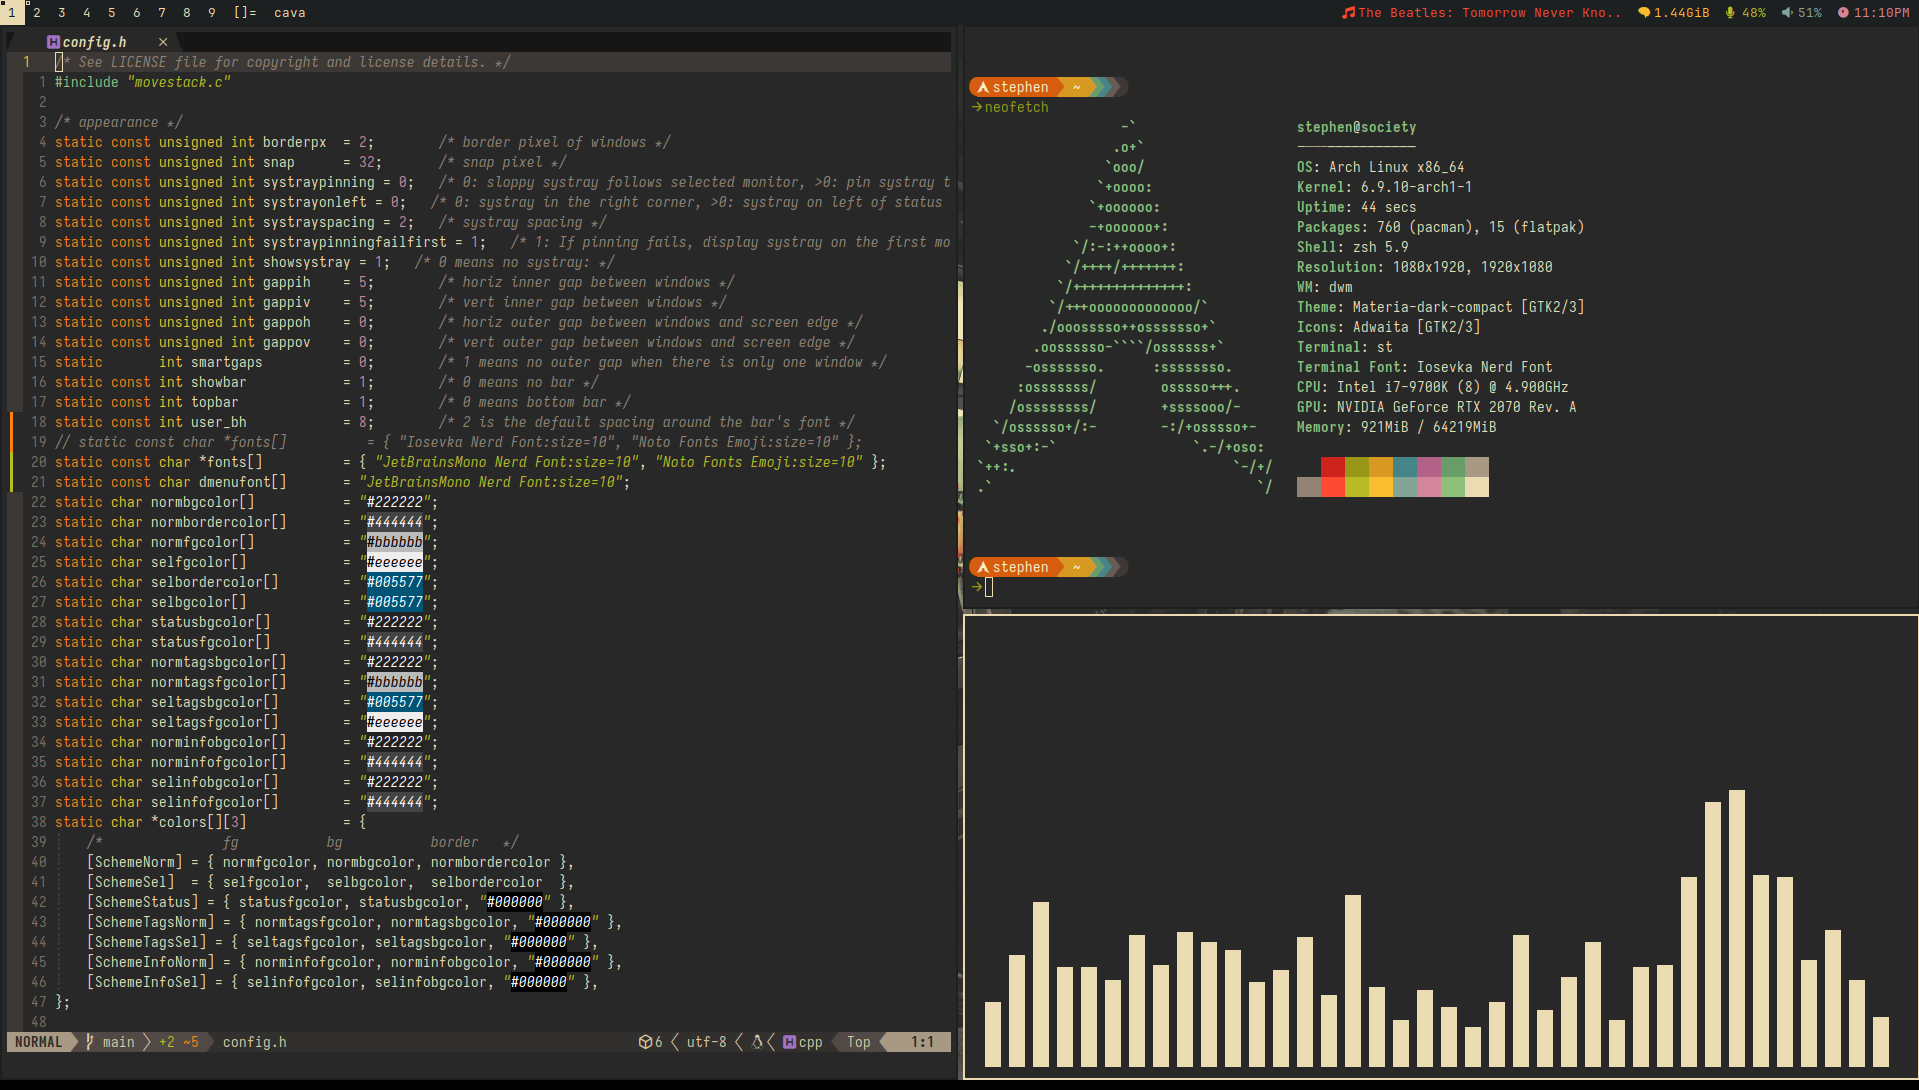 1 2 3 4 5 6 7 8 9 []= cava
The Beatles: Tomorrow Never Kno.. 1.44GiB 48% 51% 11:10PM
config.h ×
1 /* See LICENSE file for copyright and license details. */
1 #include "movestack.c"
2
3 /* appearance */
4 static const unsigned int borderpx = 2; /* border pixel of windows */
5 static const unsigned int snap = 32; /* snap pixel */
6 static const unsigned int systraypinning = 0; /* 0: sloppy systray follows selected monitor, >0: pin systray t
7 static const unsigned int systrayonleft = 0; /* 0: systray in the right corner, >0: systray on left of status
8 static const unsigned int systrayspacing = 2; /* systray spacing */
9 static const unsigned int systraypinningfailfirst = 1; /* 1: If pinning fails, display systray on the first mo
10 static const unsigned int showsystray = 1; /* 0 means no systray: */
11 static const unsigned int gappih = 5; /* horiz inner gap between windows */
12 static const unsigned int gappiv = 5; /* vert inner gap between windows */
13 static const unsigned int gappoh = 0; /* horiz outer gap between windows and screen edge */
14 static const unsigned int gappov = 0; /* vert outer gap between windows and screen edge */
15 static int smartgaps = 0; /* 1 means no outer gap when there is only one window */
16 static const int showbar = 1; /* 0 means no bar */
17 static const int topbar = 1; /* 0 means bottom bar */
18 static const int user_bh = 8; /* 2 is the default spacing around the bar's font */
19 // static const char *fonts[] = { "Iosevka Nerd Font:size=10", "Noto Fonts Emoji:size=10" };
20 static const char *fonts[] = { "JetBrainsMono Nerd Font:size=10", "Noto Fonts Emoji:size=10" };
21 static const char dmenufont[] = "JetBrainsMono Nerd Font:size=10";
22 static char normbgcolor[] = "#222222";
23 static char normbordercolor[] = "#444444";
24 static char normfgcolor[] = "#bbbbbb";
25 static char selfgcolor[] = "#eeeeee";
26 static char selbordercolor[] = "#005577";
27 static char selbgcolor[] = "#005577";
28 static char statusbgcolor[] = "#222222";
29 static char statusfgcolor[] = "#444444";
30 static char normtagsbgcolor[] = "#222222";
31 static char normtagsfgcolor[] = "#bbbbbb";
32 static char seltagsbgcolor[] = "#005577";
33 static char seltagsfgcolor[] = "#eeeeee";
34 static char norminfobgcolor[] = "#222222";
35 static char norminfofgcolor[] = "#444444";
36 static char selinfobgcolor[] = "#222222";
37 static char selinfofgcolor[] = "#444444";
38 static char *colors[][3] = {
39 /* fg bg border */
40 [SchemeNorm] = { normfgcolor, normbgcolor, normbordercolor },
41 [SchemeSel] = { selfgcolor, selbgcolor, selbordercolor },
42 [SchemeStatus] = { statusfgcolor, statusbgcolor, "#000000" },
43 [SchemeTagsNorm] = { normtagsfgcolor, normtagsbgcolor, "#000000" },
44 [SchemeTagsSel] = { seltagsfgcolor, seltagsbgcolor, "#000000" },
45 [SchemeInfoNorm] = { norminfofgcolor, norminfobgcolor, "#000000" },
46 [SchemeInfoSel] = { selinfofgcolor, selinfobgcolor, "#000000" },
47 };
48
NORMAL main +2 ~5 config.h 6 utf-8 cpp Top 1:1
stephen ~
→neofetch
-`
.o+`
`ooo/
`+oooo:
`+oooooo:
-+oooooo+:
`/:-:++oooo+:
`/++++/+++++++:
`/++++++++++++++:
`/+++ooooooooooooo/`
./ooosssso++osssssso+`
.oossssso-````/ossssss+`
-osssssso. :ssssssso.
:osssssss/ osssso+++.
/ossssssss/ +ssssooo/-
`/ossssso+/:- -:/+osssso+-
`+sso+:-` `.-/+oso:
`++:. `-/+/
.` `/
stephen@society
---------------
OS: Arch Linux x86_64
Kernel: 6.9.10-arch1-1
Uptime: 44 secs
Packages: 760 (pacman), 15 (flatpak)
Shell: zsh 5.9
Resolution: 1080x1920, 1920x1080
WM: dwm
Theme: Materia-dark-compact [GTK2/3]
Icons: Adwaita [GTK2/3]
Terminal: st
Terminal Font: Iosevka Nerd Font
CPU: Intel i7-9700K (8) @ 4.900GHz
GPU: NVIDIA GeForce RTX 2070 Rev. A
Memory: 921MiB / 64219MiB
stephen ~
→